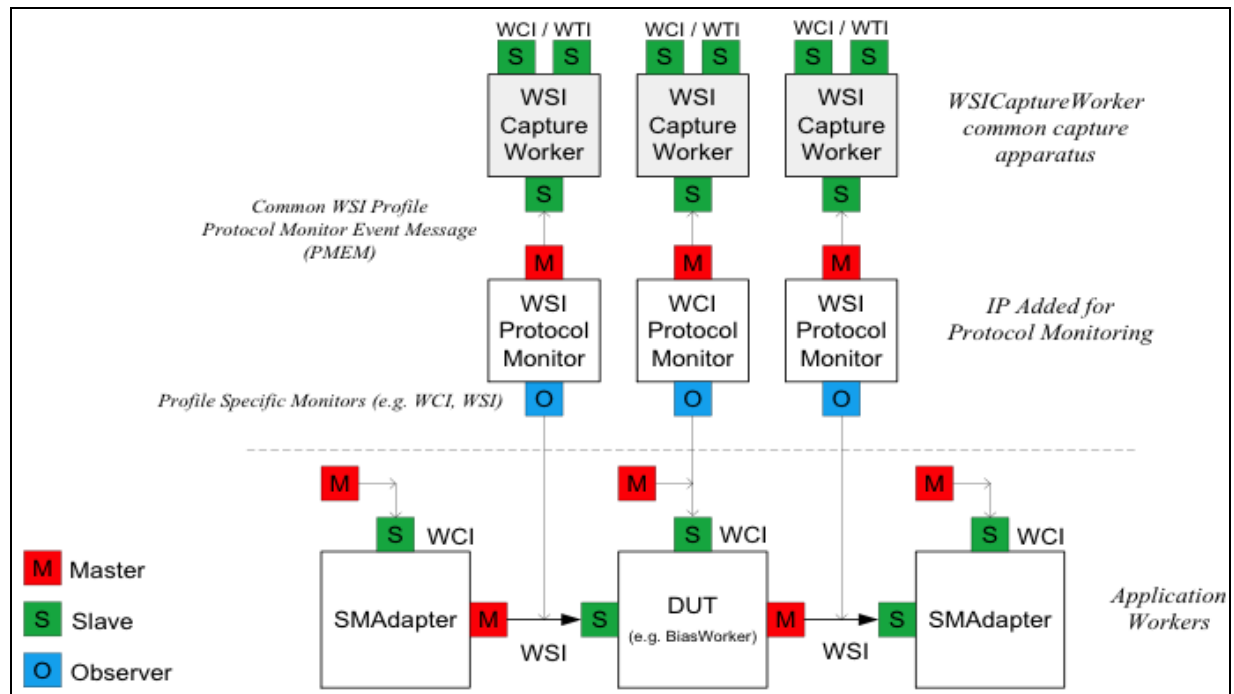 WCI / WTI
WCI / WTI
WCI / WTI
S
S
S
S
S
S
WSI
Capture
Worker
WSI
Capture
Worker
WSI
Capture
Worker
WSICaptureWorker
common capture
apparatus
S
S
S
Common WSI Profile
Protocol Monitor Event Message
(PMEM)
M
M
M
WSI
Protocol
Monitor
WCI
Protocol
Monitor
WSI
Protocol
Monitor
IP Added for
Protocol Monitoring
Profile Specific Monitors (e.g. WCI, WSI)
O
O
O
M
M
M
S
WCI
S
WCI
S
WCI
SMAdapter
M
WSI
S
DUT
(e.g. BiasWorker)
M
WSI
S
SMAdapter
Application
Workers
M
Master
S
Slave
O
Observer